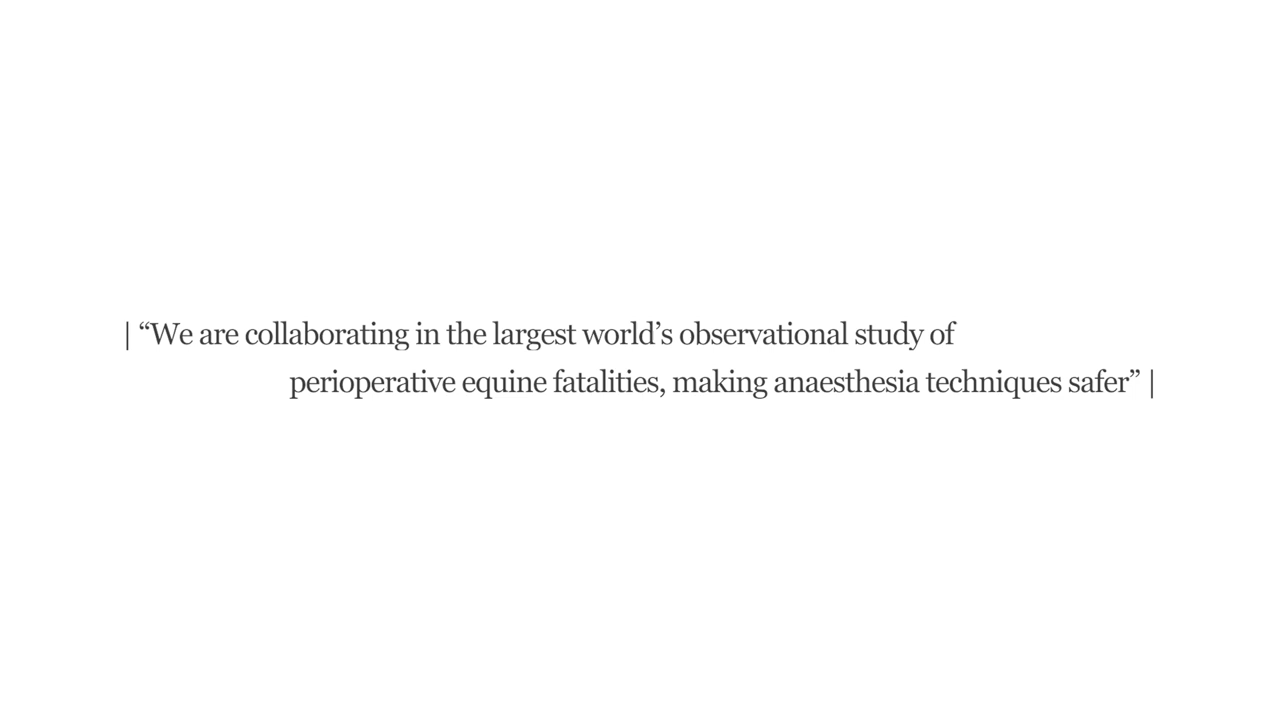 | “We are collaborating in the largest world’s observational study of
perioperative equine fatalities, making anaesthesia techniques safer” |